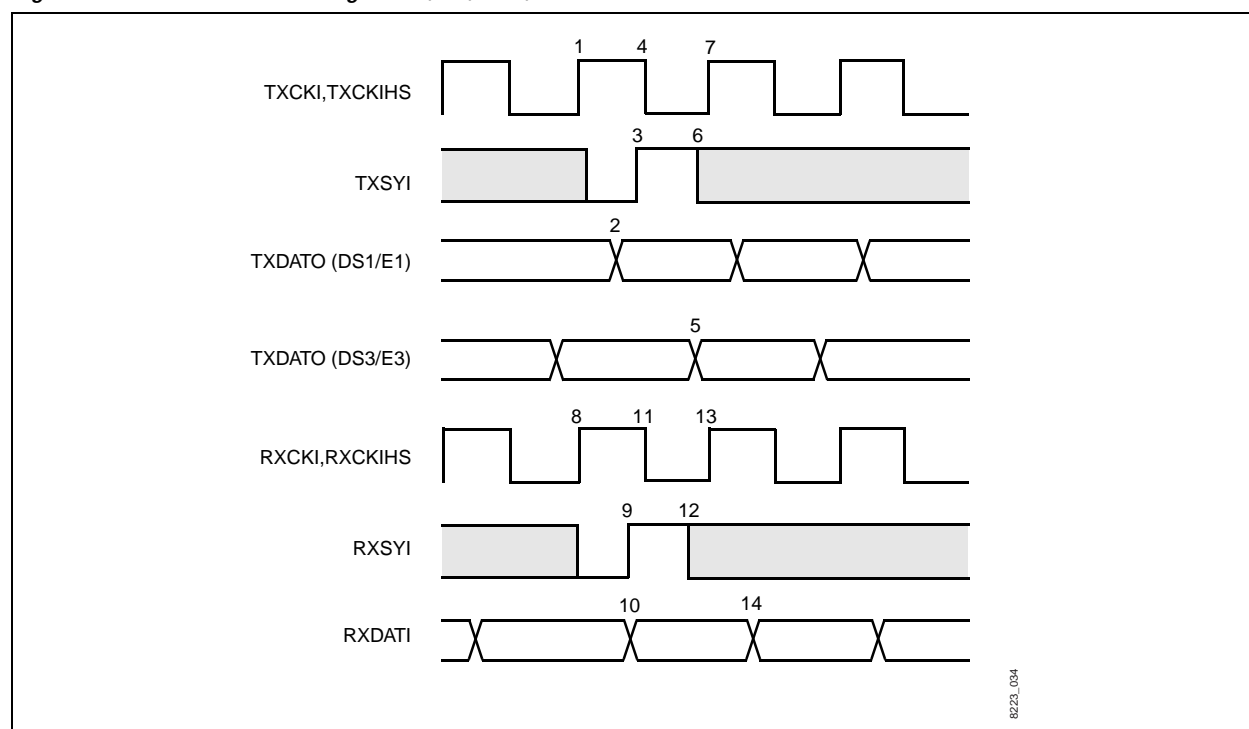 1 4 7
TXCKI,TXCKIHS
3 6
TXSYI
2
TXDATO (DS1/E1)
5
TXDATO (DS3/E3)
8 11 13
RXCKI,RXCKIHS
9 12
RXSYI
10 14
RXDATI
8223_034